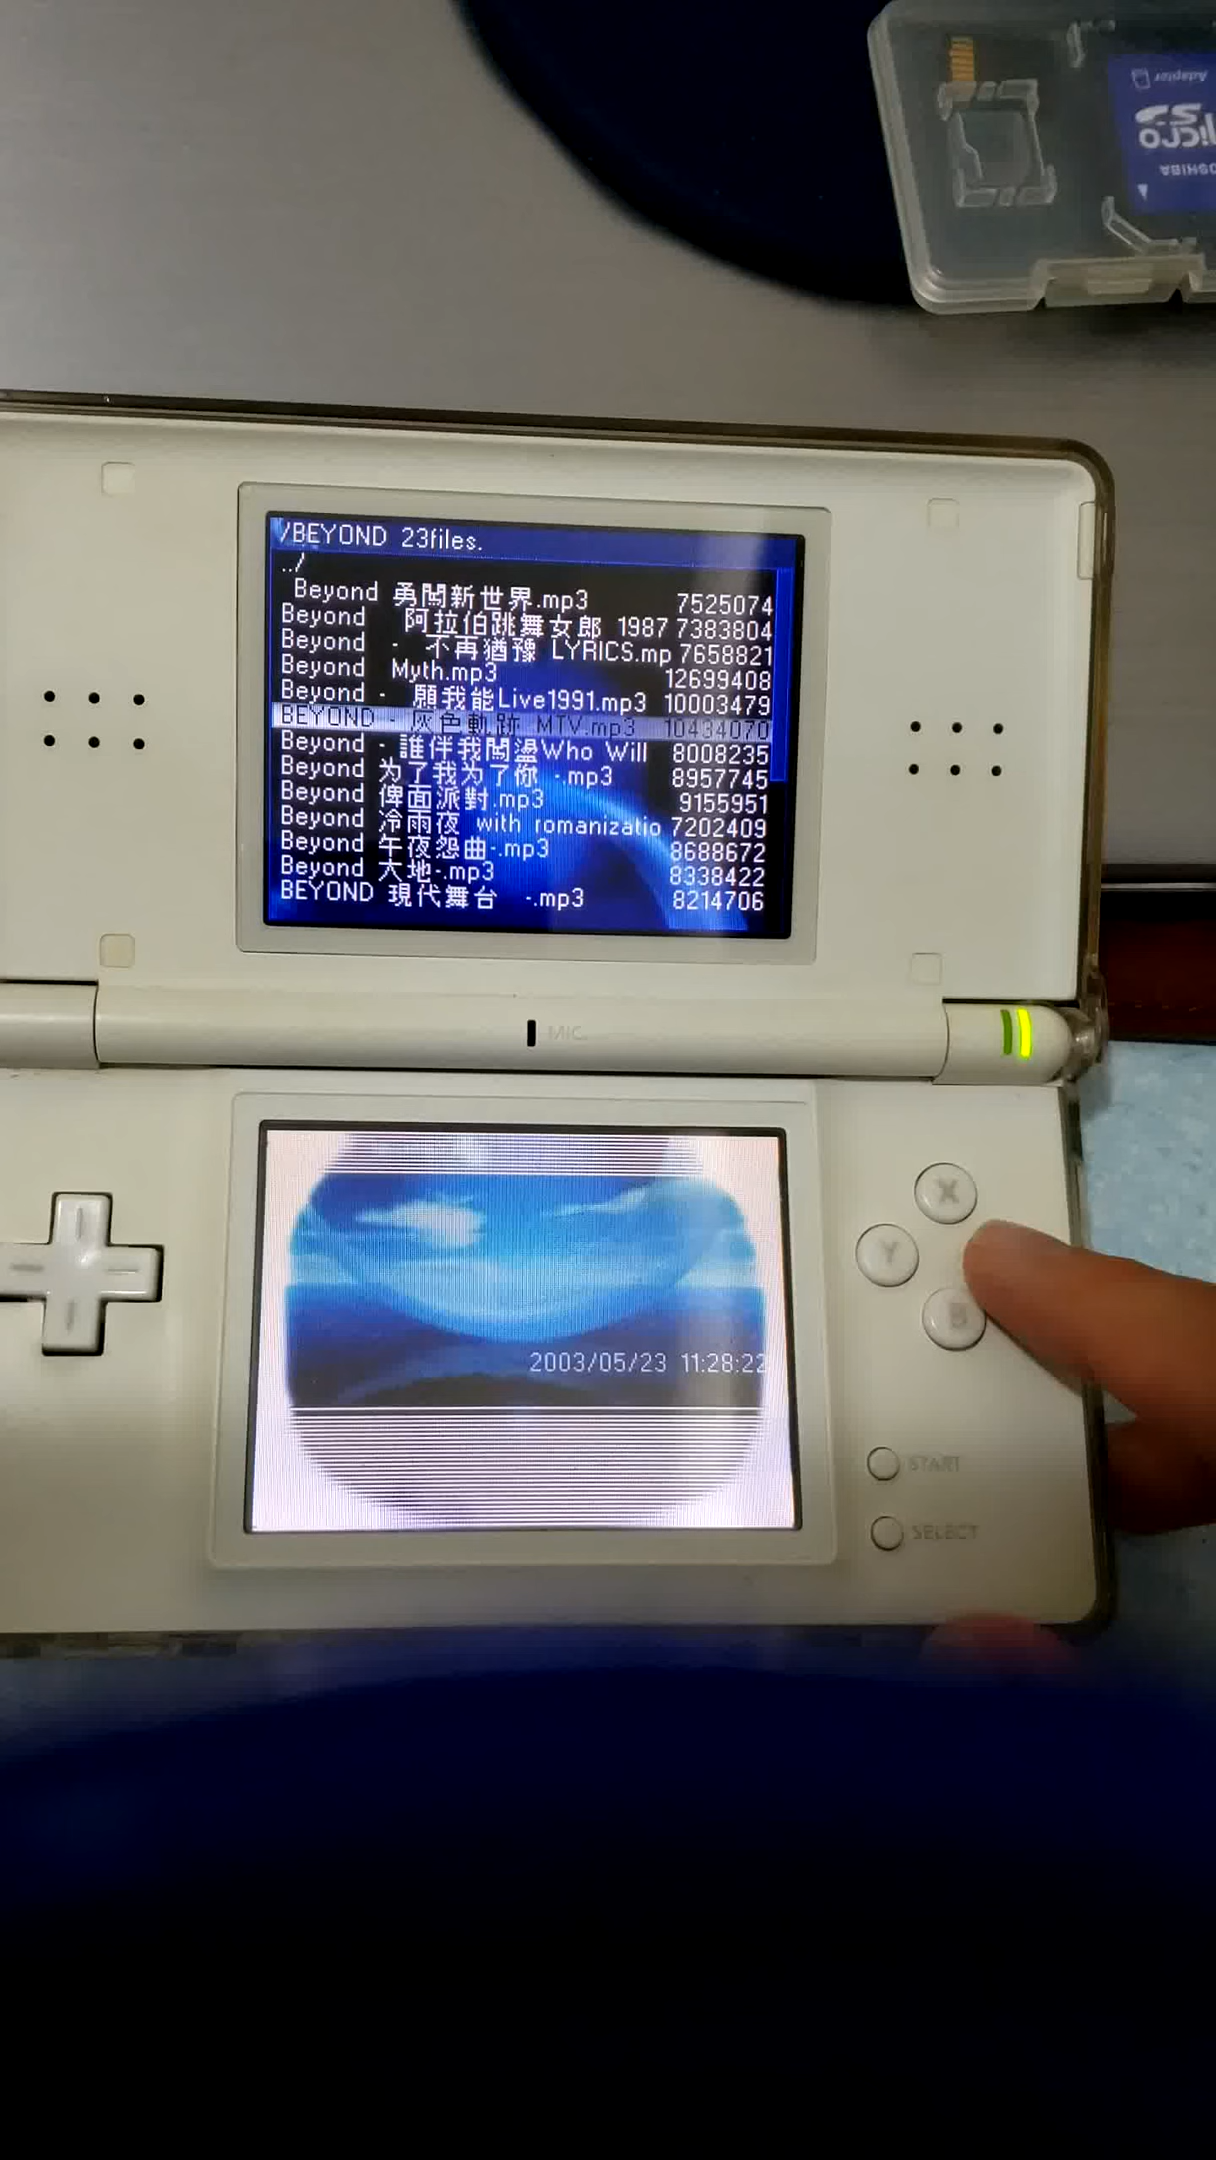 Adapter
Micro
SD
TOSHIBA
/BEYOND 23files.
../
Beyond 勇闖新世界.mp3 7525074
Beyond 阿拉伯跳舞女郎 1987 7383804
Beyond - 不再猶豫 LYRICS.mp 7658821
Beyond Myth.mp3 12699408
Beyond - 願我能Live1991.mp3 10003479
BEYOND - 灰色軌跡 MTV.mp3 10434070
Beyond - 誰伴我闖盪Who Will 8008235
Beyond 为了我为了你 -.mp3 8957745
Beyond 俾面派對.mp3 9155951
Beyond 冷雨夜 with romanizatio 7202409
Beyond 午夜怨曲-.mp3 8688672
Beyond 大地-.mp3 8338422
BEYOND 現代舞台 -.mp3 8214706
MIC.
X
Y
B
2003/05/23 11:28:22
START
SELECT